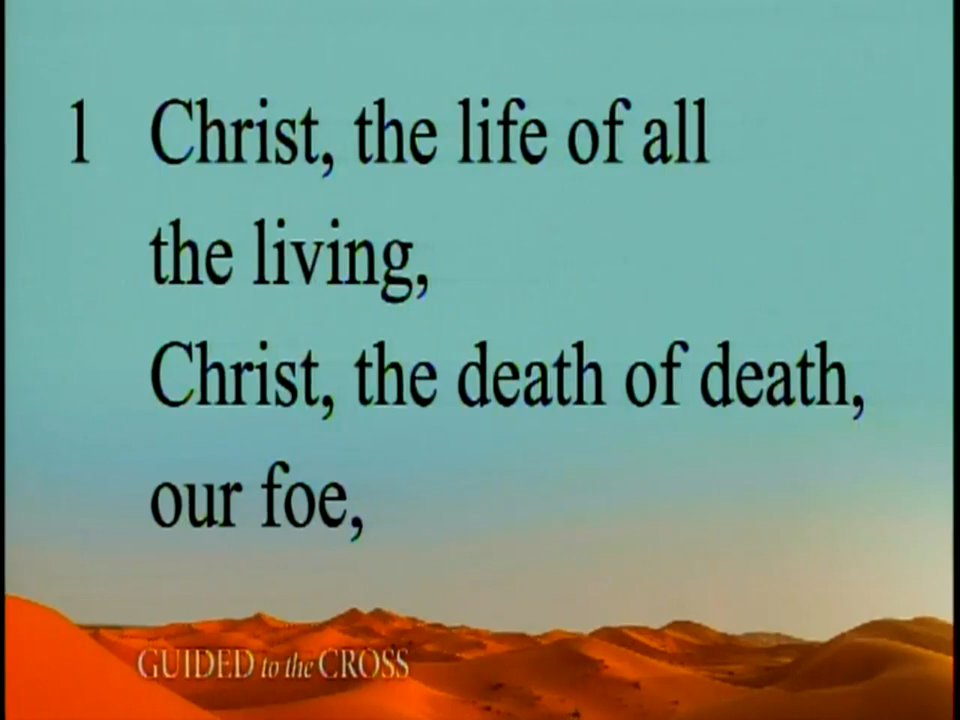 1 Christ, the life of all
the living,
Christ, the death of death,
our foe,
GUIDED to the CROSS